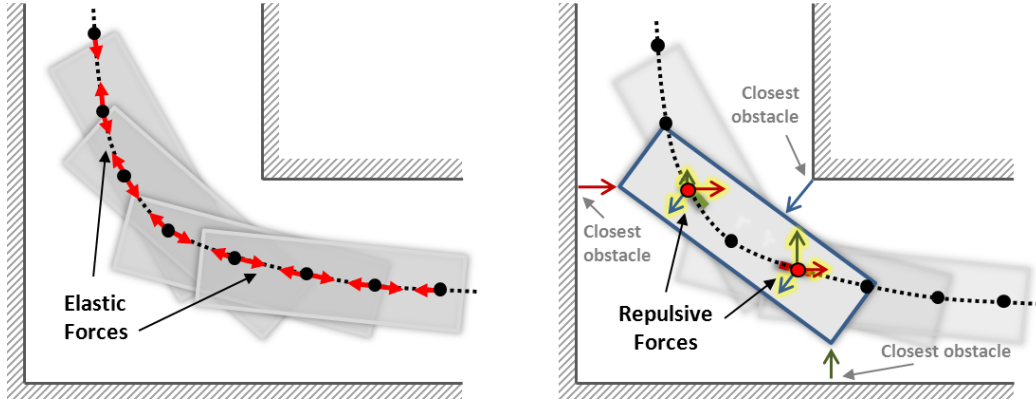 Elastic
Forces
Closest
obstacle
Closest
obstacle
Repulsive
Forces
Closest obstacle